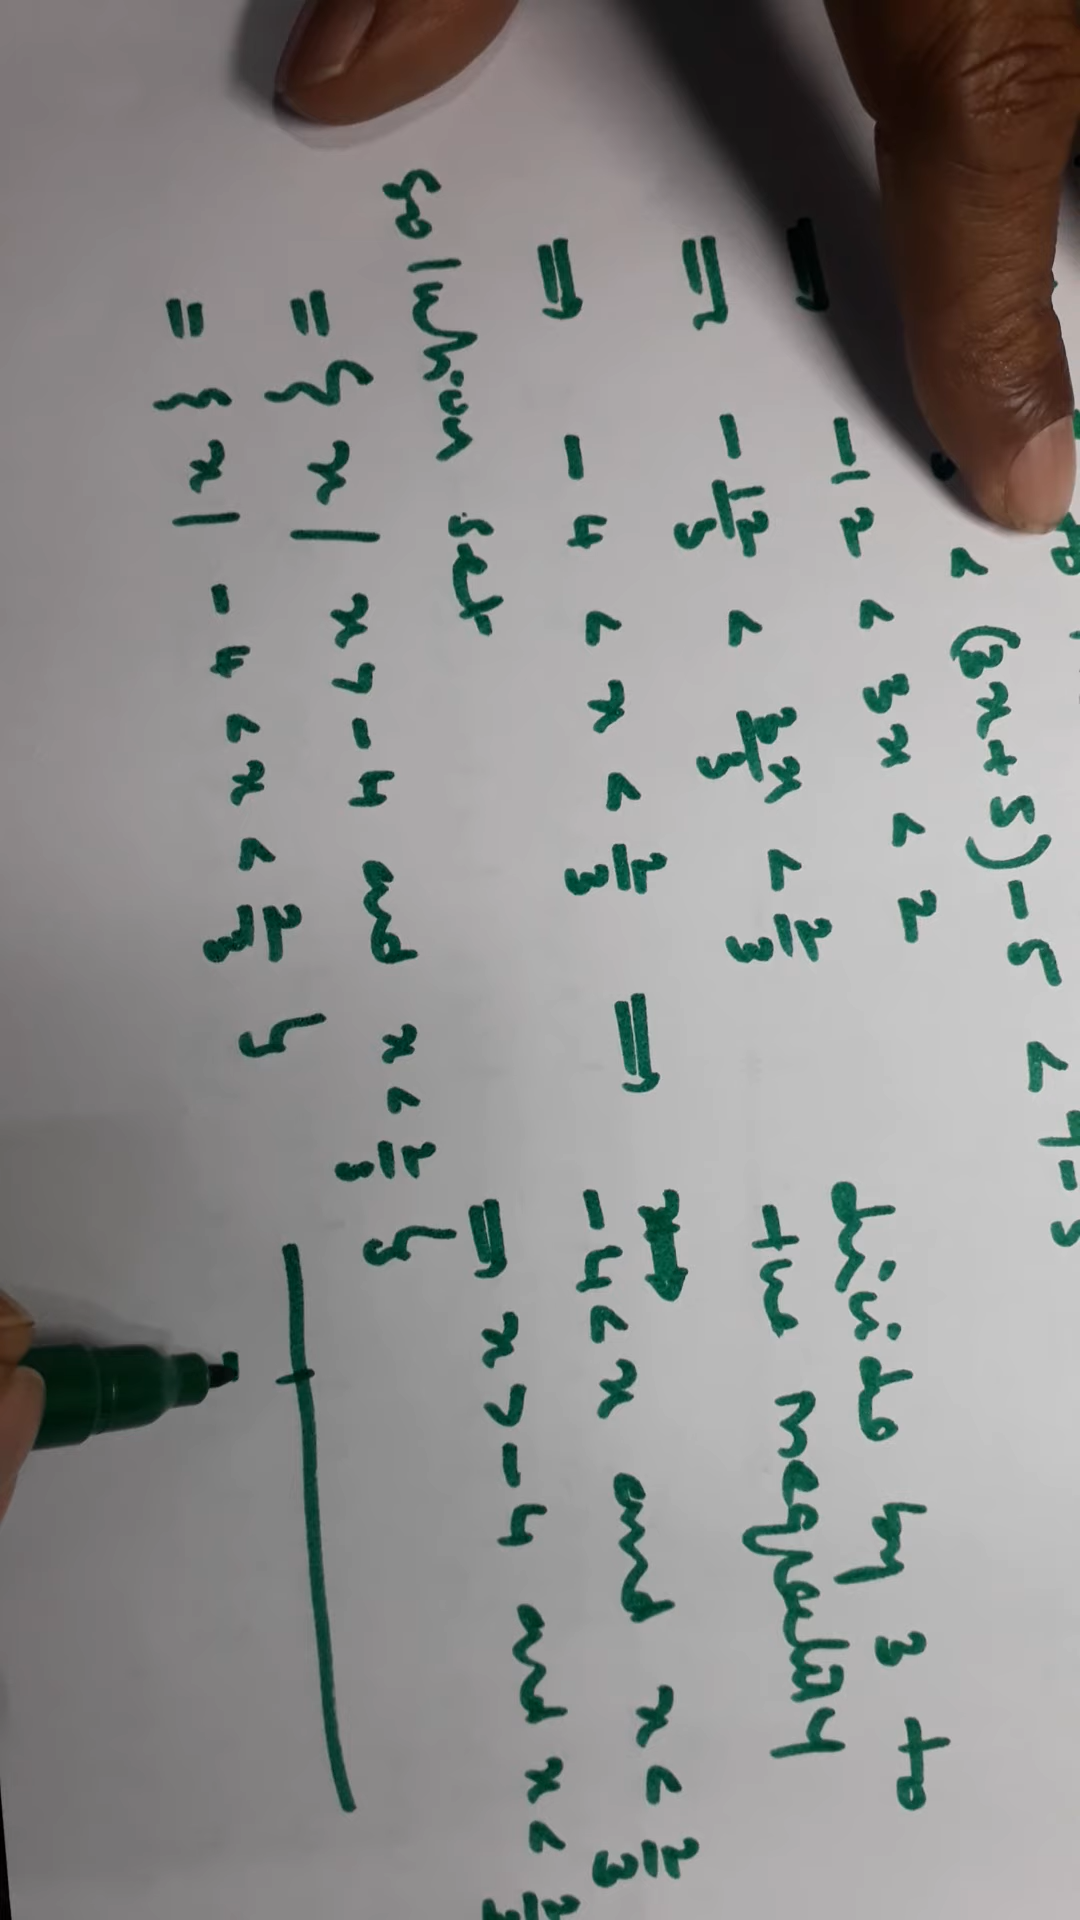 < (3x+5)-5 < 7-5
-12 < 3x < 2
divide by 3 to
the inequality
⇒ -12/3 < 3x/3 < 2/3
⇒ -4 < x < 2/3 ⇒
-4 < x and x < 2/3
⇒ x > -4 and x < 2/3
Solution set
= { x | x > -4 and x < 2/3 }
= { x | -4 < x < 2/3 }